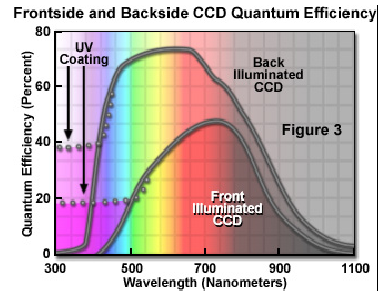 Frontside and Backside CCD Quantum Efficiency
80
60
40
20
0
Quantum Efficiency (Percent)
UV
Coating
Back
Illuminated
CCD
Figure 3
Front
Illuminated
CCD
300 500 700 900 1100
Wavelength (Nanometers)